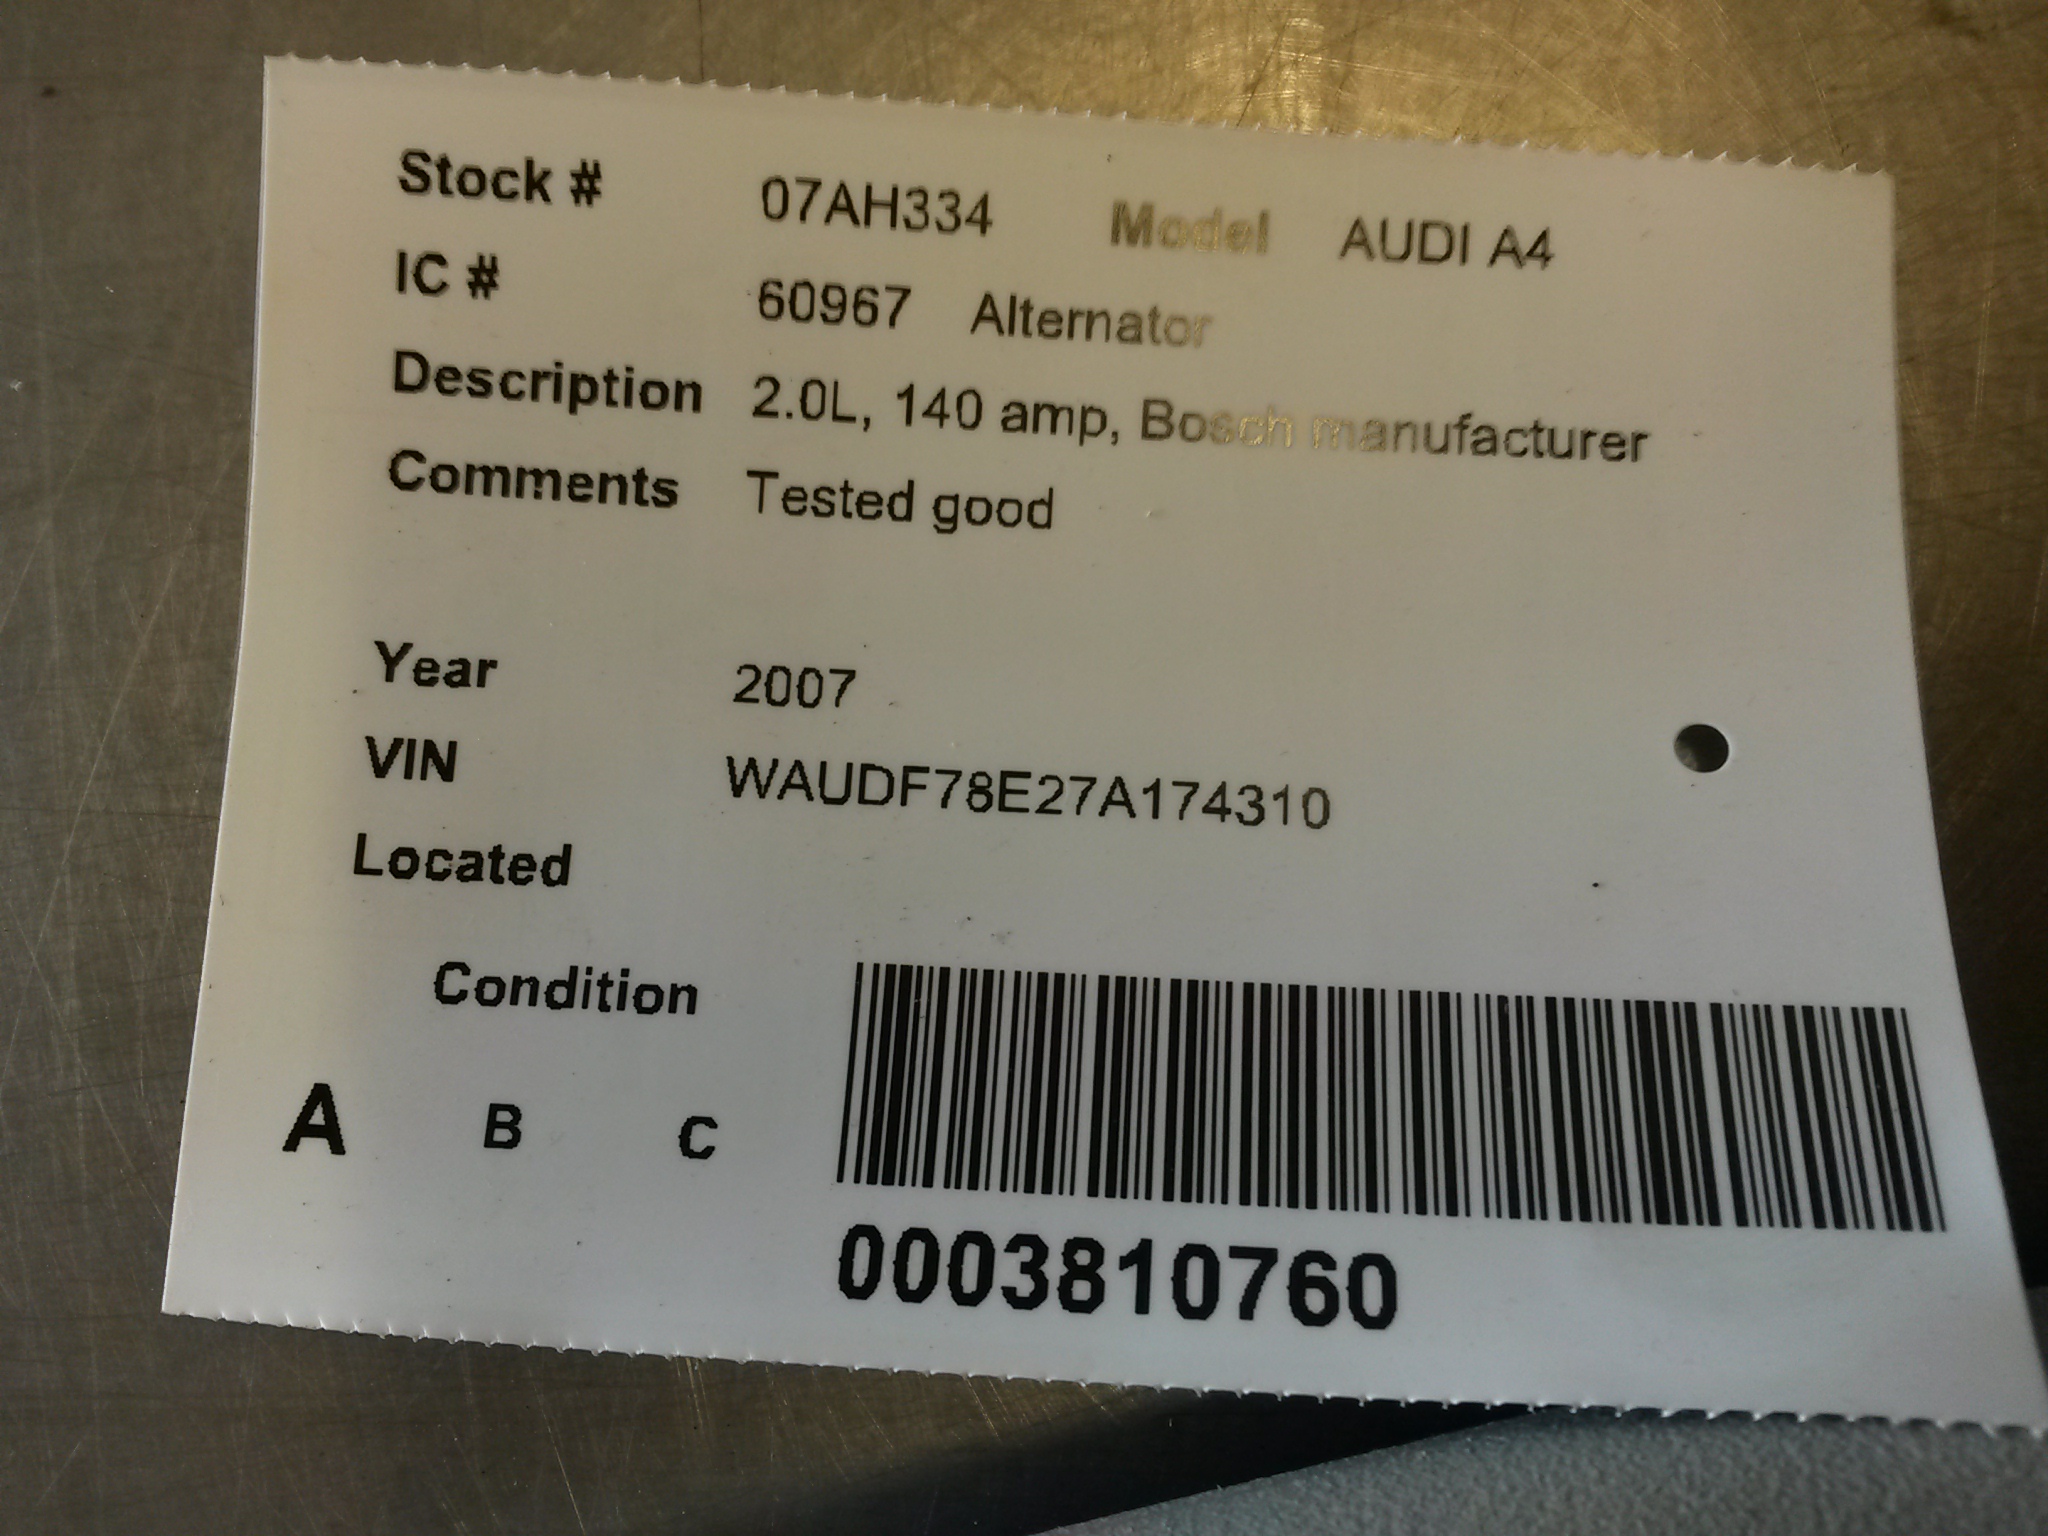 Stock # 07AH334 Model AUDI A4
IC # 60967 Alternator
Description 2.0L, 140 amp, Bosch manufacturer
Comments Tested good
Year 2007
VIN WAUDF78E27A174310
Located
Condition
A B C
0003810760